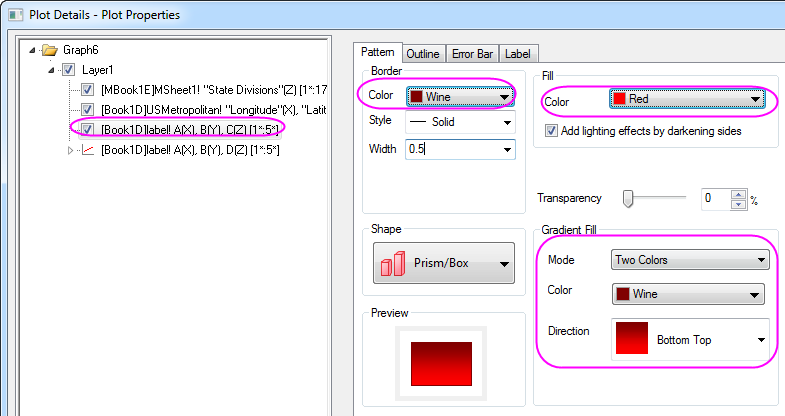 Plot Details - Plot Properties
Graph6
Layer1
[MBook1E]MSheet1! "State Divisions"(Z) [1*:17
[Book1D]USMetropolitan! "Longitude"(X), "Latit
[Book1D]label! A(X), B(Y), C(Z) [1*:5*]
[Book1D]label! A(X), B(Y), D(Z) [1*:5*]
Pattern Outline Error Bar Label
Border
Color Wine
Style Solid
Width 0.5
Fill
Color Red
Add lighting effects by darkening sides
Transparency 0 %
Shape
Prism/Box
Gradient Fill
Mode Two Colors
Color Wine
Direction Bottom Top
Preview